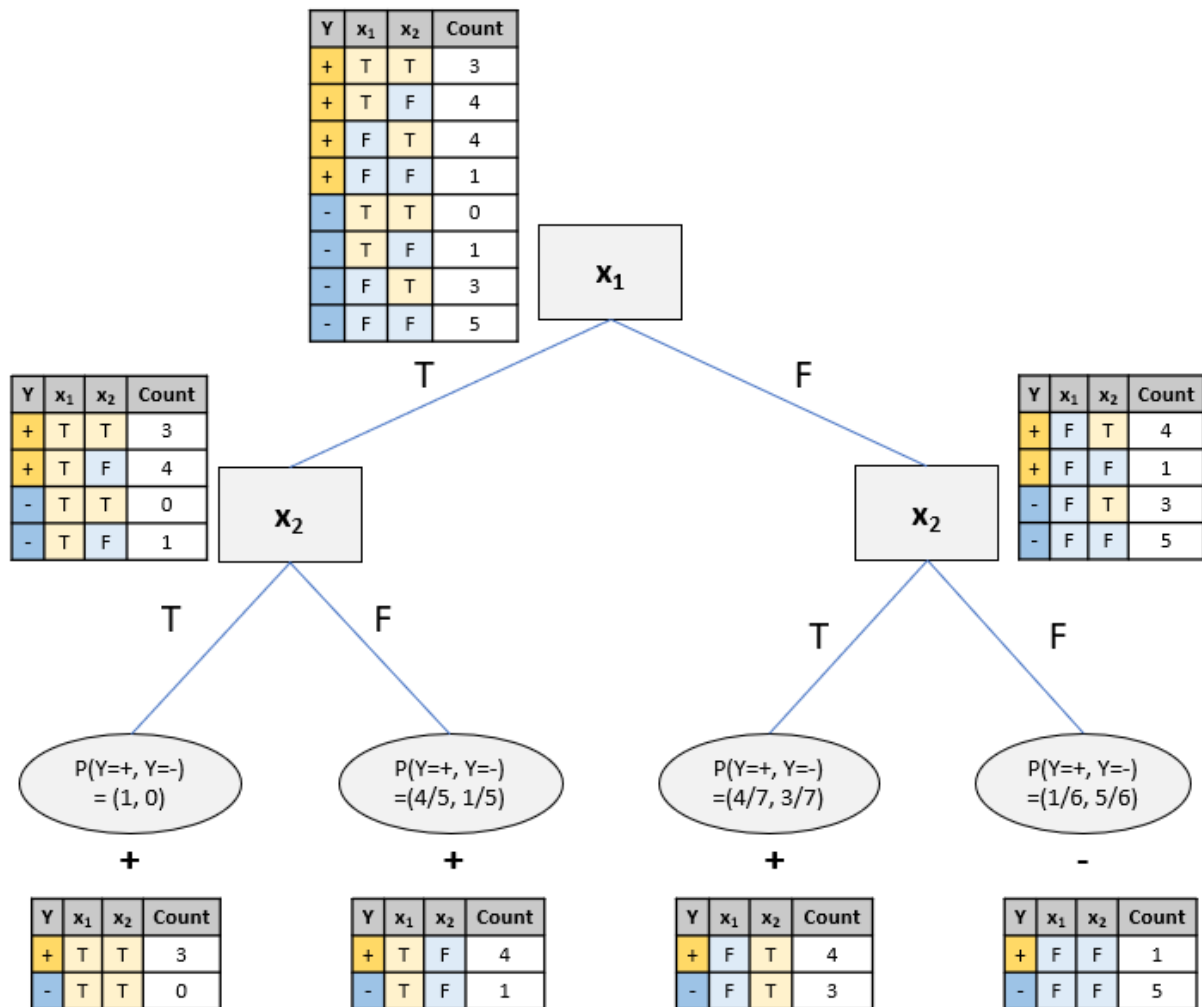 Y x₁ x₂ Count
+ T T 3
+ T F 4
+ F T 4
+ F F 1
- T T 0
- T F 1
- F T 3
- F F 5
x₁
T
F
Y x₁ x₂ Count
+ T T 3
+ T F 4
- T T 0
- T F 1
x₂
x₂
Y x₁ x₂ Count
+ F T 4
+ F F 1
- F T 3
- F F 5
T
F
T
F
P(Y=+, Y=-)
= (1, 0)
P(Y=+, Y=-)
=(4/5, 1/5)
P(Y=+, Y=-)
=(4/7, 3/7)
P(Y=+, Y=-)
=(1/6, 5/6)
+
+
+
-
Y x₁ x₂ Count
+ T T 3
- T T 0
Y x₁ x₂ Count
+ T F 4
- T F 1
Y x₁ x₂ Count
+ F T 4
- F T 3
Y x₁ x₂ Count
+ F F 1
- F F 5